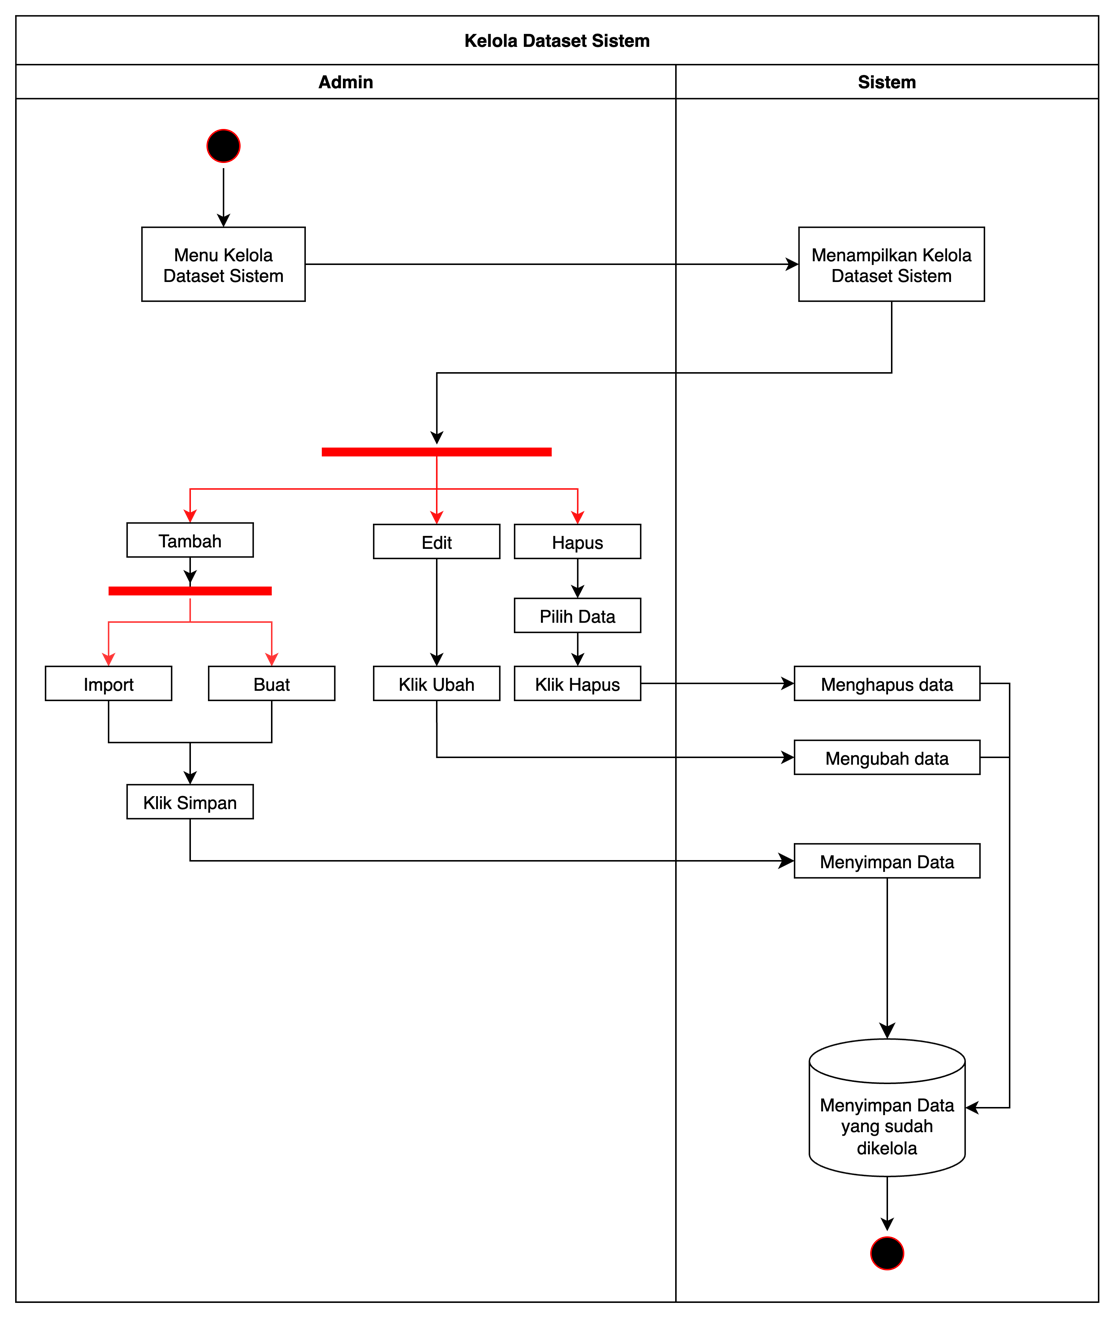 Kelola Dataset Sistem
Admin
Sistem
Menu Kelola
Dataset Sistem
Menampilkan Kelola
Dataset Sistem
Tambah
Edit
Hapus
Pilih Data
Import
Buat
Klik Ubah
Klik Hapus
Menghapus data
Mengubah data
Klik Simpan
Menyimpan Data
Menyimpan Data
yang sudah
dikelola